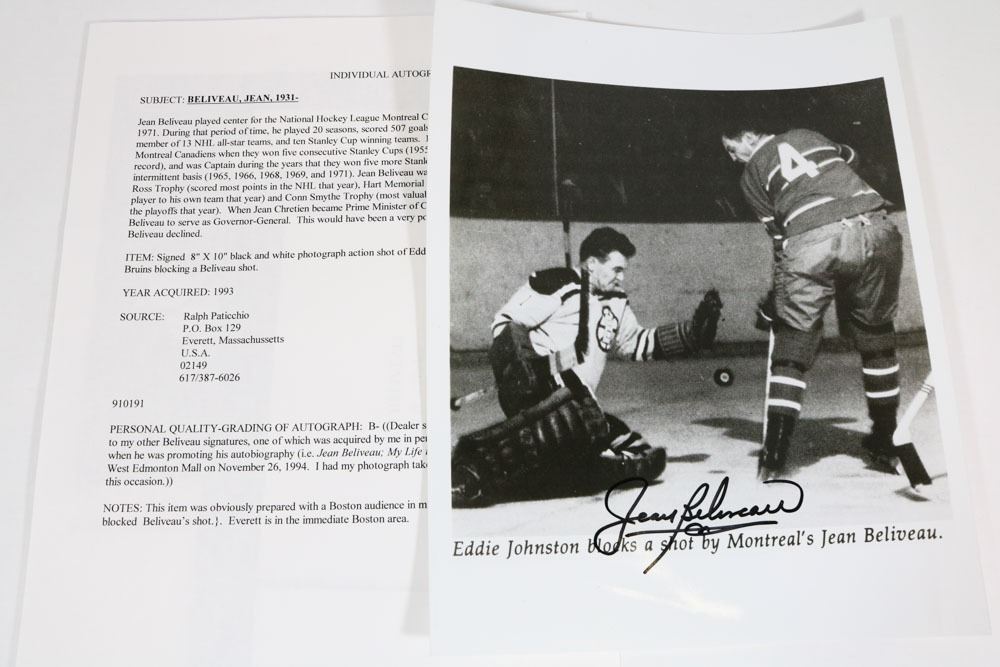 INDIVIDUAL AUTOGR
SUBJECT: BELIVEAU, JEAN, 1931-
Jean Beliveau played center for the National Hockey League Montreal C
1971. During that period of time, he played 20 seasons, scored 507 goals
member of 13 NHL all-star teams, and ten Stanley Cup winning teams.
Montreal Canadiens when they won five consecutive Stanley Cups (1955
record), and was Captain during the years that they won five more Stanl
intermittent basis (1965, 1966, 1968, 1969, and 1971). Jean Beliveau wa
Ross Trophy (scored most points in the NHL that year), Hart Memorial
player to his own team that year) and Conn Smythe Trophy (most valual
the playoffs that year). When Jean Chretien became Prime Minister of C
Beliveau to serve as Governor-General. This would have been a very po
Beliveau declined.
ITEM: Signed 8" X 10" black and white photograph action shot of Edd
Bruins blocking a Beliveau shot.
YEAR ACQUIRED: 1993
SOURCE: Ralph Paticchio
P.O. Box 129
Everett, Massachussetts
U.S.A.
02149
617/387-6026
910191
PERSONAL QUALITY-GRADING OF AUTOGRAPH: B- ((Dealer s
to my other Beliveau signatures, one of which was acquired by me in per
when he was promoting his autobiography (i.e. Jean Beliveau; My Life
West Edmonton Mall on November 26, 1994. I had my photograph tak
this occasion.))
NOTES: This was obviously prepared with a Boston audience in m
blocked Beliveau's shot.}. Everett is in the immediate Boston area.
4
Jean Beliveau
Eddie Johnston blocks a shot by Montreal's Jean Beliveau.